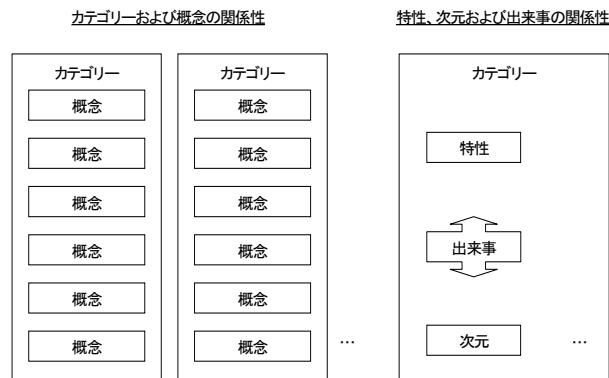 カテゴリーおよび概念の関係性
カテゴリー
概念
概念
概念
概念
概念
概念
カテゴリー
概念
概念
概念
概念
概念
概念
…
特性、次元および出来事の関係性
カテゴリー
特性
出来事
次元
…